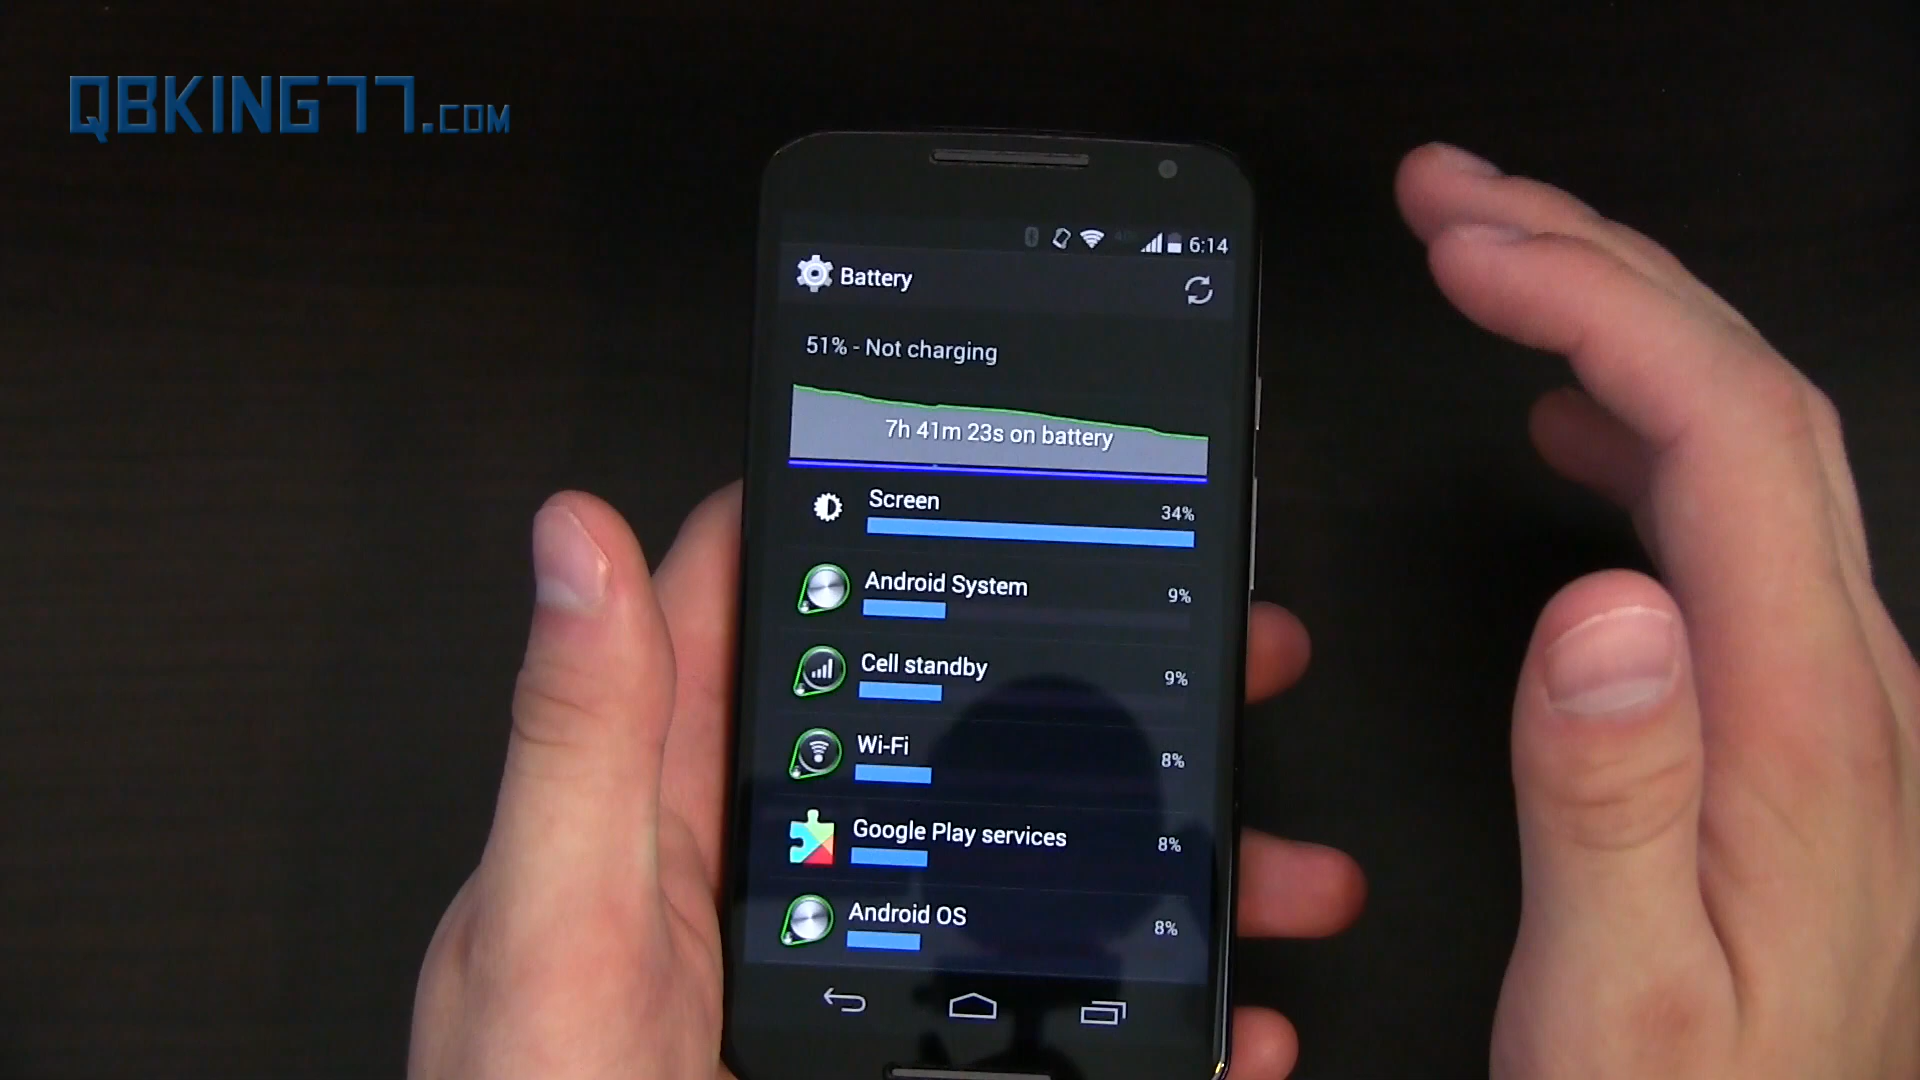 QBKING77.COM
6:14
Battery
51% - Not charging
7h 41m 23s on battery
Screen
34%
Android System
9%
Cell standby
9%
Wi-Fi
8%
Google Play services
8%
Android OS
8%